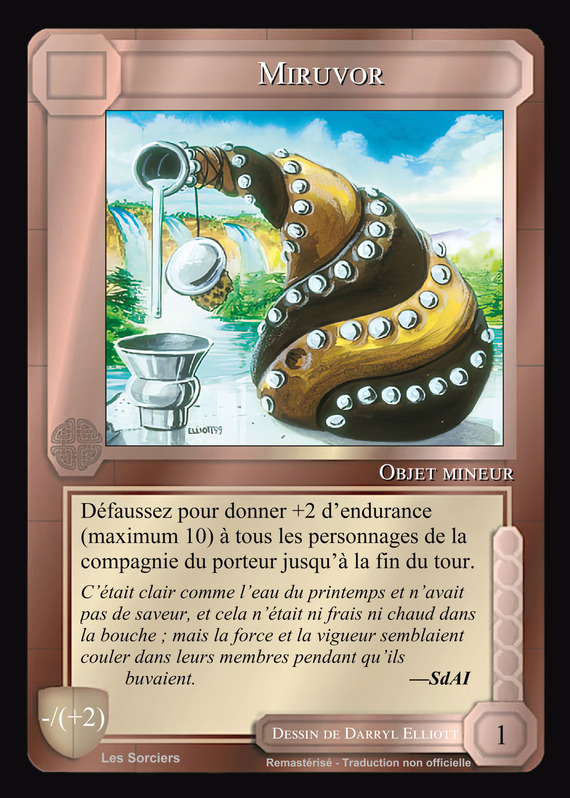 Miruvor
ELLIOTT99
Objet mineur
Défaussez pour donner +2 d'endurance
(maximum 10) à tous les personnages de la
compagnie du porteur jusqu'à la fin du tour.
C'était clair comme l'eau du printemps et n'avait
pas de saveur, et cela n'était ni frais ni chaud dans
la bouche ; mais la force et la vigueur semblaient
couler dans leurs membres pendant qu'ils
buvaient. —SdAI
-/(+2)
Dessin de Darryl Elliott
1
Les Sorciers
Remastérisé - Traduction non officielle